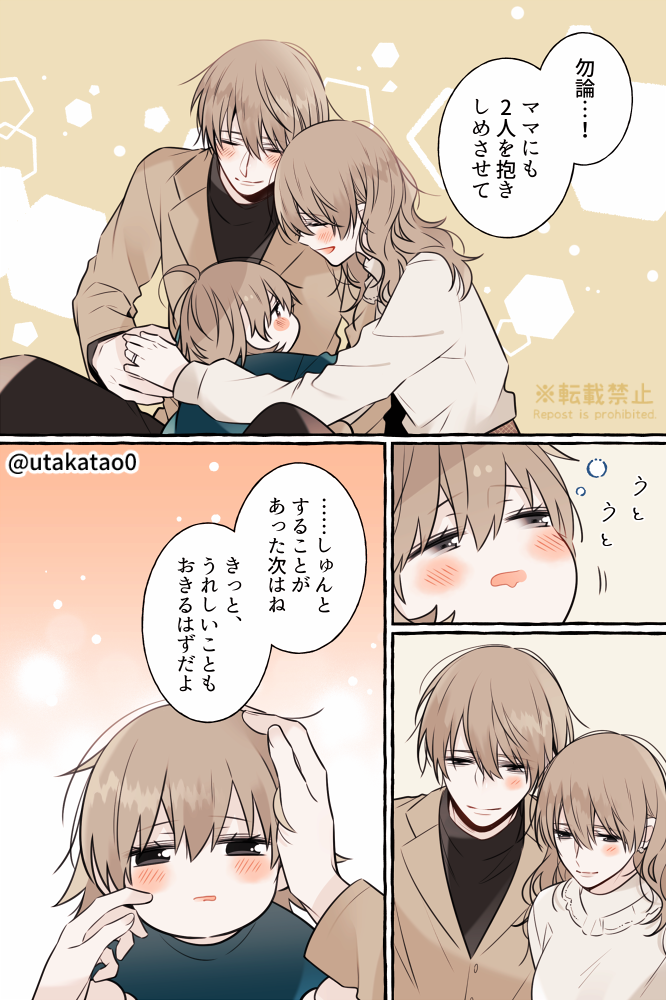 勿論…！
ママにも
2人を抱き
しめさせて
※転載禁止
Repost is prohibited.
うと
うと
@utakatao0
……しゅんと
することが
あった次はね
きっと、
うれしいことも
おきるはずだよ